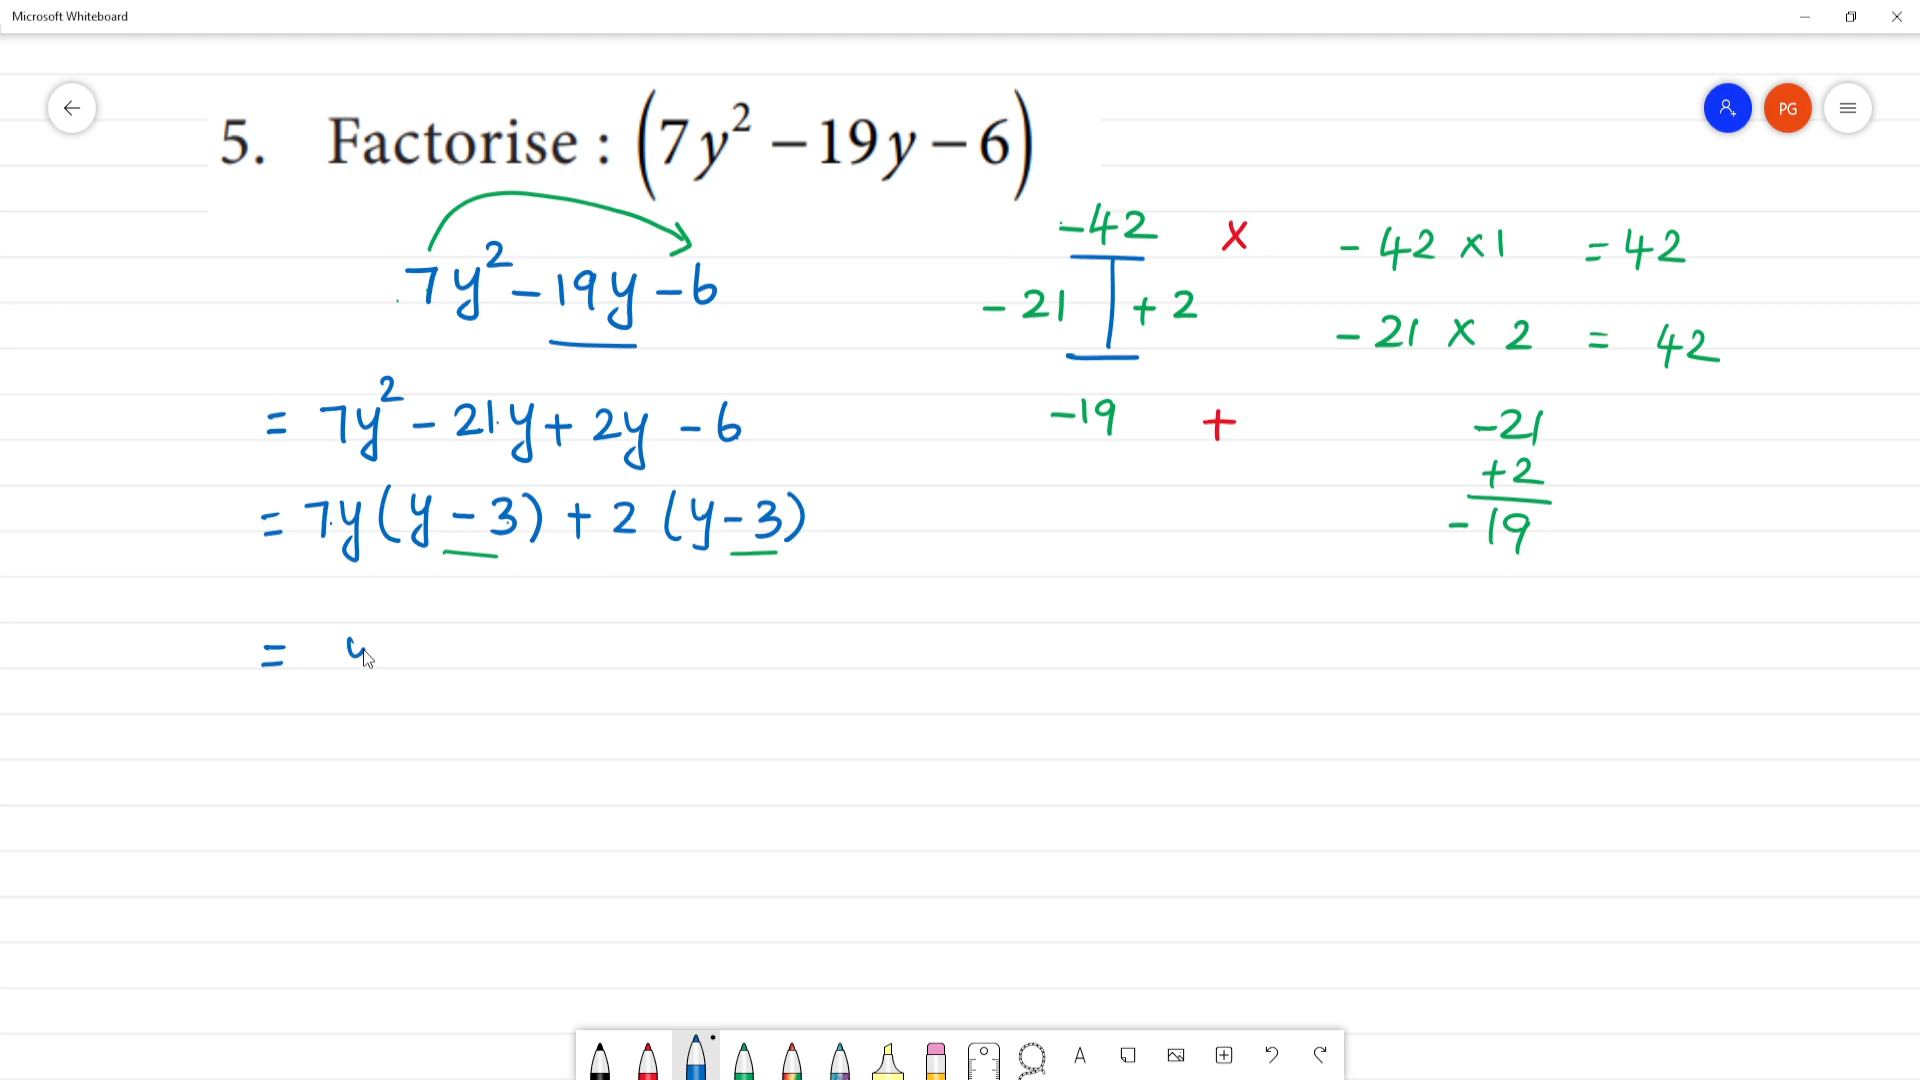 Microsoft Whiteboard
PG
5. Factorise : (7y² − 19y − 6)
7y² − 19y − 6
= 7y² − 21y + 2y − 6
= 7y(y − 3) + 2 (y − 3)
=
−42 ×
− 21 + 2
−19 +
− 42 × 1 = 42
− 21 × 2 = 42
−21
+2
− 19
A